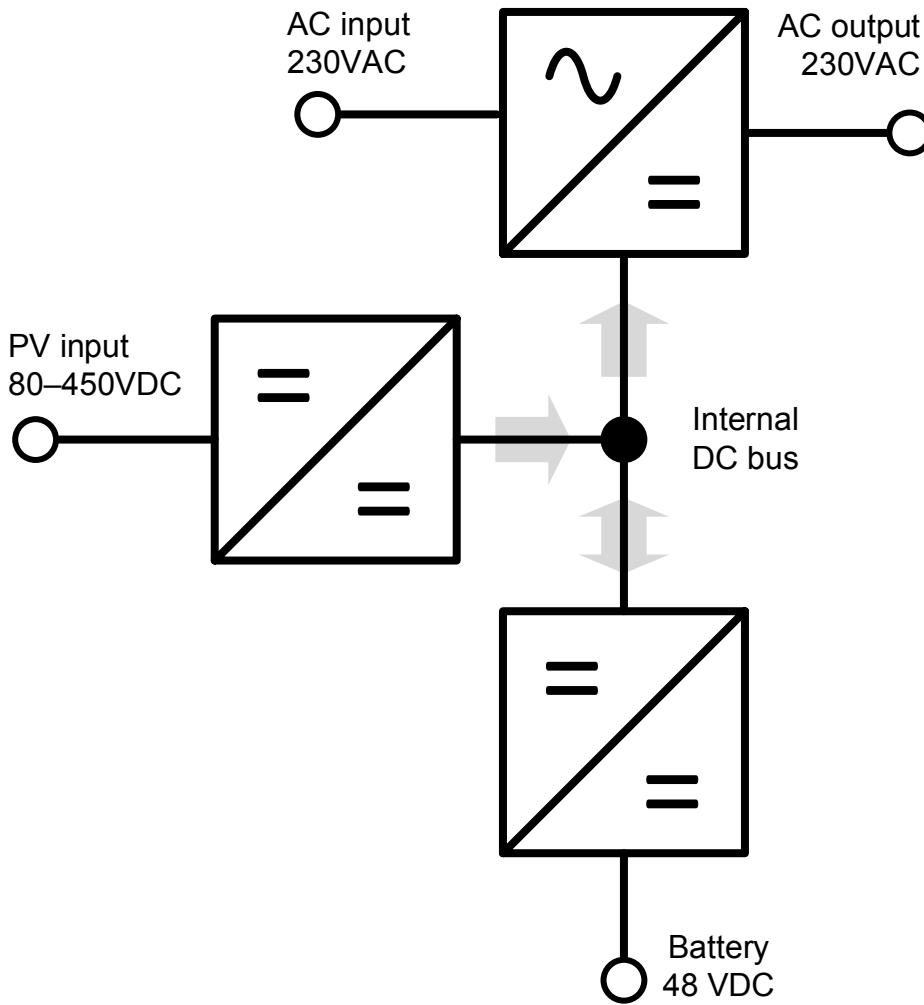 AC input
230VAC
AC output
230VAC
PV input
80–450VDC
Internal
DC bus
Battery
48 VDC